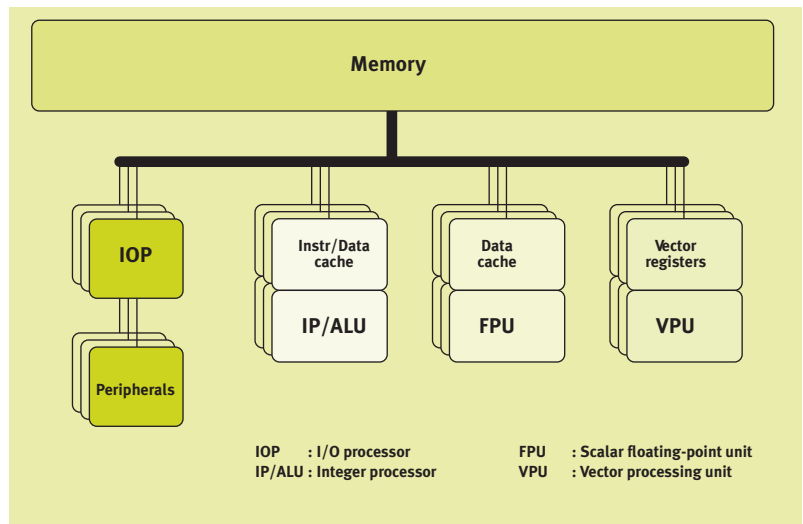 Memory
IOP
Instr/Data
cache
Data
cache
Vector
registers
IP/ALU
FPU
VPU
Peripherals
IOP : I/O processor
IP/ALU : Integer processor
FPU : Scalar floating-point unit
VPU : Vector processing unit